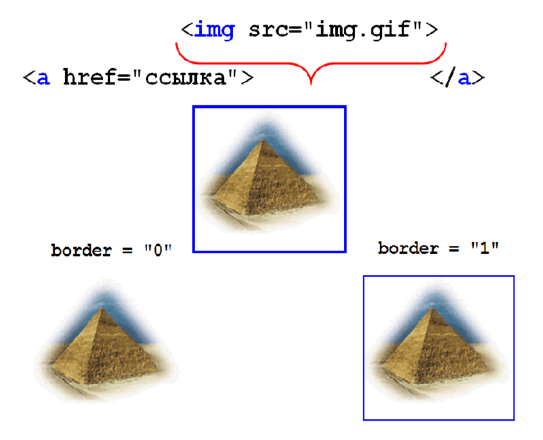 <img src="img.gif">
<a href="ссылка"> </a>
border = "0"
border = "1"